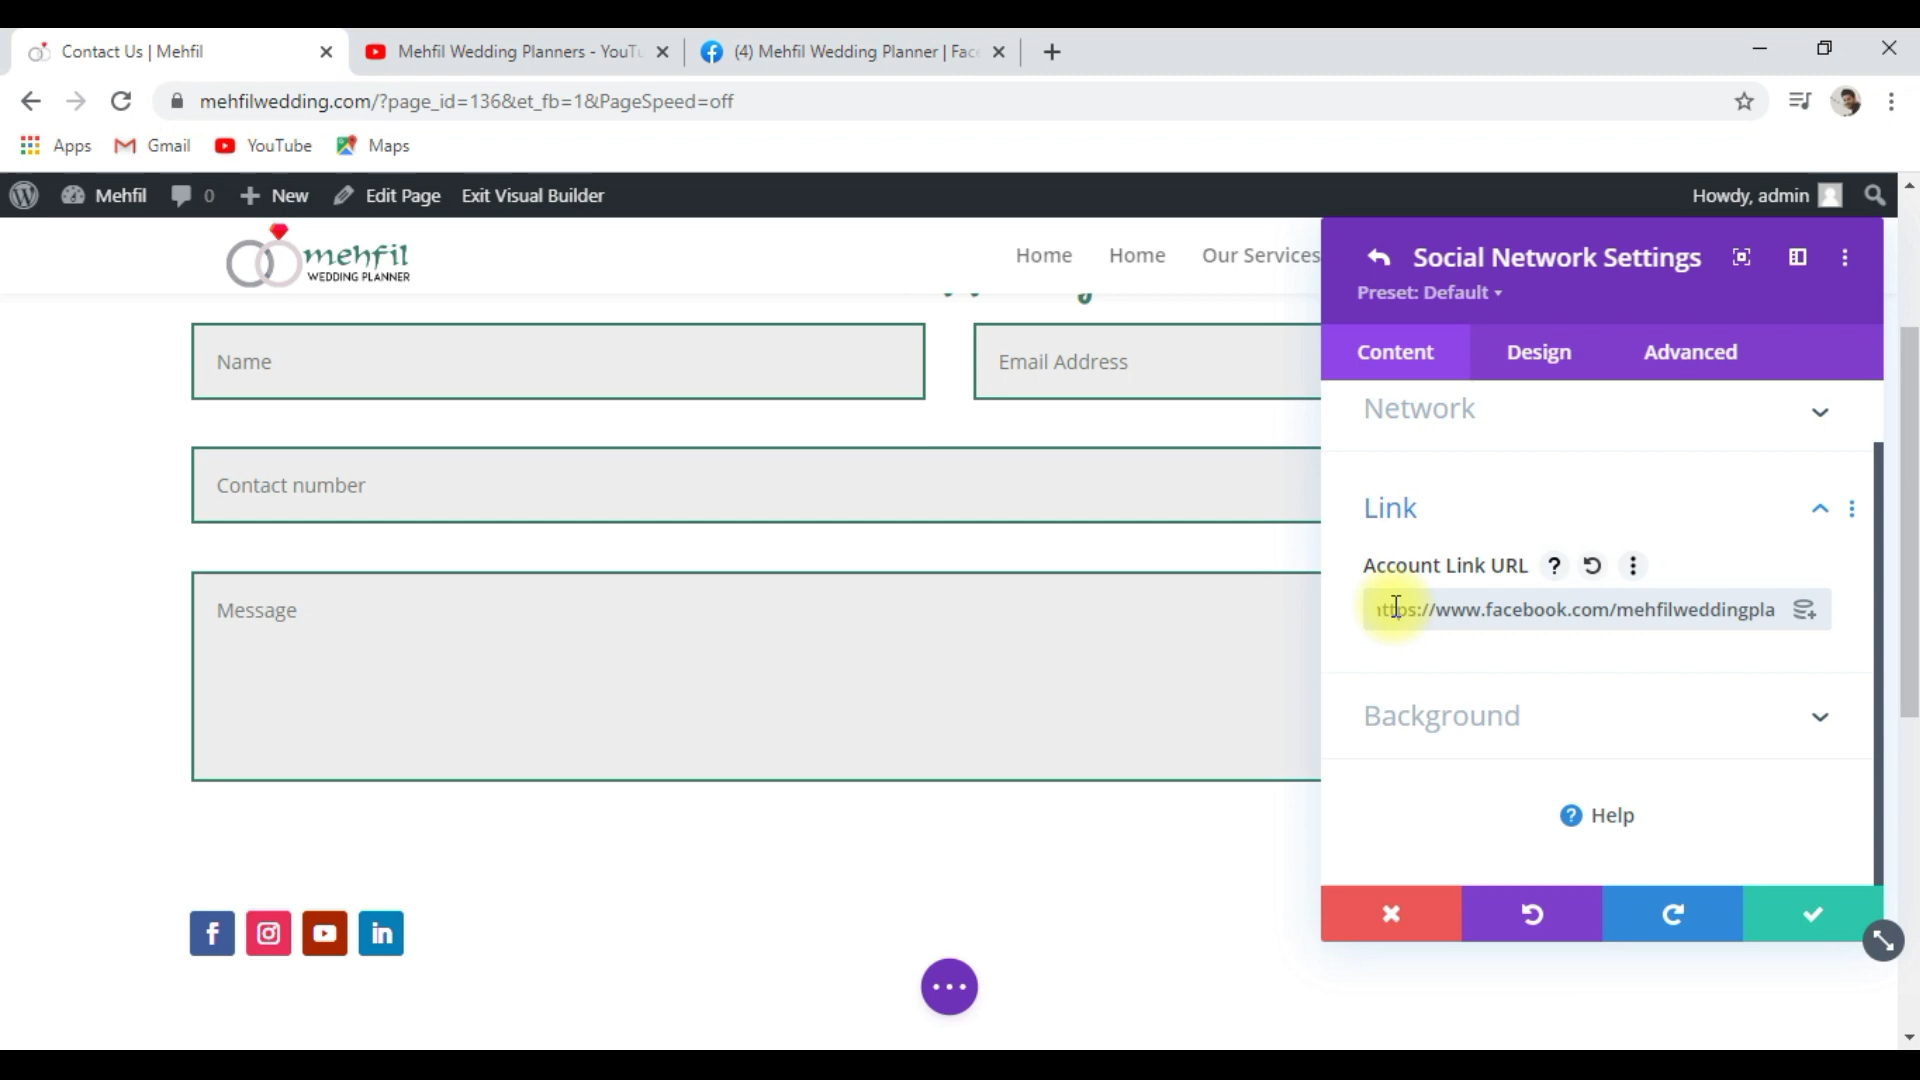 Contact Us | Mehfil
Mehfil Wedding Planners - YouTu
(4) Mehfil Wedding Planner | Face
mehfilwedding.com/?page_id=136&et_fb=1&PageSpeed=off
Apps
Gmail
YouTube
Maps
Mehfil
0
New
Edit Page
Exit Visual Builder
Howdy, admin
mehfil
WEDDING PLANNER
Home
Home
Our Services
Social Network Settings
Preset: Default
Content
Design
Advanced
Name
Email Address
Contact number
Message
Network
Link
Account Link URL
ttps://www.facebook.com/mehfilweddingpla
Background
Help